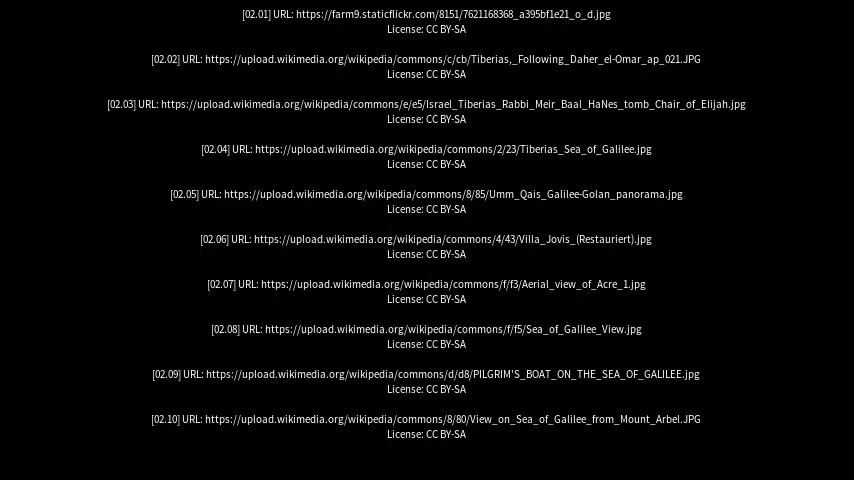 [02.01] URL: https://farm9.staticflickr.com/8151/7621168368_a395bf1e21_o_d.jpg
License: CC BY-SA
[02.02] URL: https://upload.wikimedia.org/wikipedia/commons/c/cb/Tiberias,_Following_Daher_el-Omar_ap_021.JPG
License: CC BY-SA
[02.03] URL: https://upload.wikimedia.org/wikipedia/commons/e/e5/Israel_Tiberias_Rabbi_Meir_Baal_HaNes_tomb_Chair_of_Elijah.jpg
License: CC BY-SA
[02.04] URL: https://upload.wikimedia.org/wikipedia/commons/2/23/Tiberias_Sea_of_Galilee.jpg
License: CC BY-SA
[02.05] URL: https://upload.wikimedia.org/wikipedia/commons/8/85/Umm_Qais_Galilee-Golan_panorama.jpg
License: CC BY-SA
[02.06] URL: https://upload.wikimedia.org/wikipedia/commons/4/43/Villa_Jovis_(Restauriert).jpg
License: CC BY-SA
[02.07] URL: https://upload.wikimedia.org/wikipedia/commons/f/f3/Aerial_view_of_Acre_1.jpg
License: CC BY-SA
[02.08] URL: https://upload.wikimedia.org/wikipedia/commons/f/f5/Sea_of_Galilee_View.jpg
License: CC BY-SA
[02.09] URL: https://upload.wikimedia.org/wikipedia/commons/d/d8/PILGRIM'S_BOAT_ON_THE_SEA_OF_GALILEE.jpg
License: CC BY-SA
[02.10] URL: https://upload.wikimedia.org/wikipedia/commons/8/80/View_on_Sea_of_Galilee_from_Mount_Arbel.JPG
License: CC BY-SA